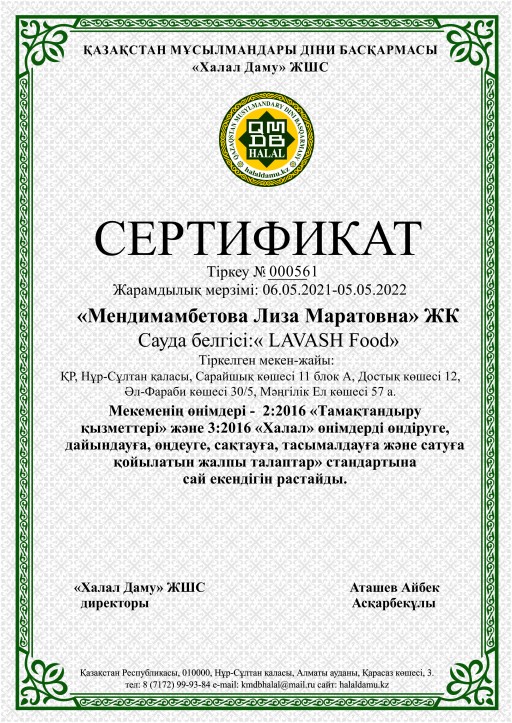 ҚАЗАҚСТАН МҰСЫЛМАНДАРЫ ДІНИ БАСҚАРМАСЫ
«Халал Даму» ЖШС
QAZAQSTAN MUSYLMANDARY DINI BASQARMASY
QMDB
HALAL
halaldamu.kz
СЕРТИФИКАТ
Тіркеу № 000561
Жарамдылық мерзімі: 06.05.2021-05.05.2022
«Мендимамбетова Лиза Маратовна» ЖК
Сауда белгісі:« LAVASH Food»
Тіркелген мекен-жайы:
ҚР, Нұр-Сұлтан қаласы, Сарайшық көшесі 11 блок А, Достық көшесі 12,
Әл-Фараби көшесі 30/5, Мәңгілік Ел көшесі 57 а.
Мекеменің өнімдері - 2:2016 «Тамақтандыру
қызметтері» және 3:2016 «Халал» өнімдерді өндіруге,
дайындауға, өңдеуге, сақтауға, тасымалдауға және сатуға
қойылатын жалпы талаптар» стандартына
сай екендігін растайды.
«Халал Даму» ЖШС Аташев Айбек
директоры Асқарбекұлы
Қазақстан Республикасы, 010000, Нұр-Сұлтан қаласы, Алматы ауданы, Қарасаз көшесі, 3.
тел: 8 (7172) 99-93-84 e-mail: kmdbhalal@mail.ru сайт: halaldamu.kz